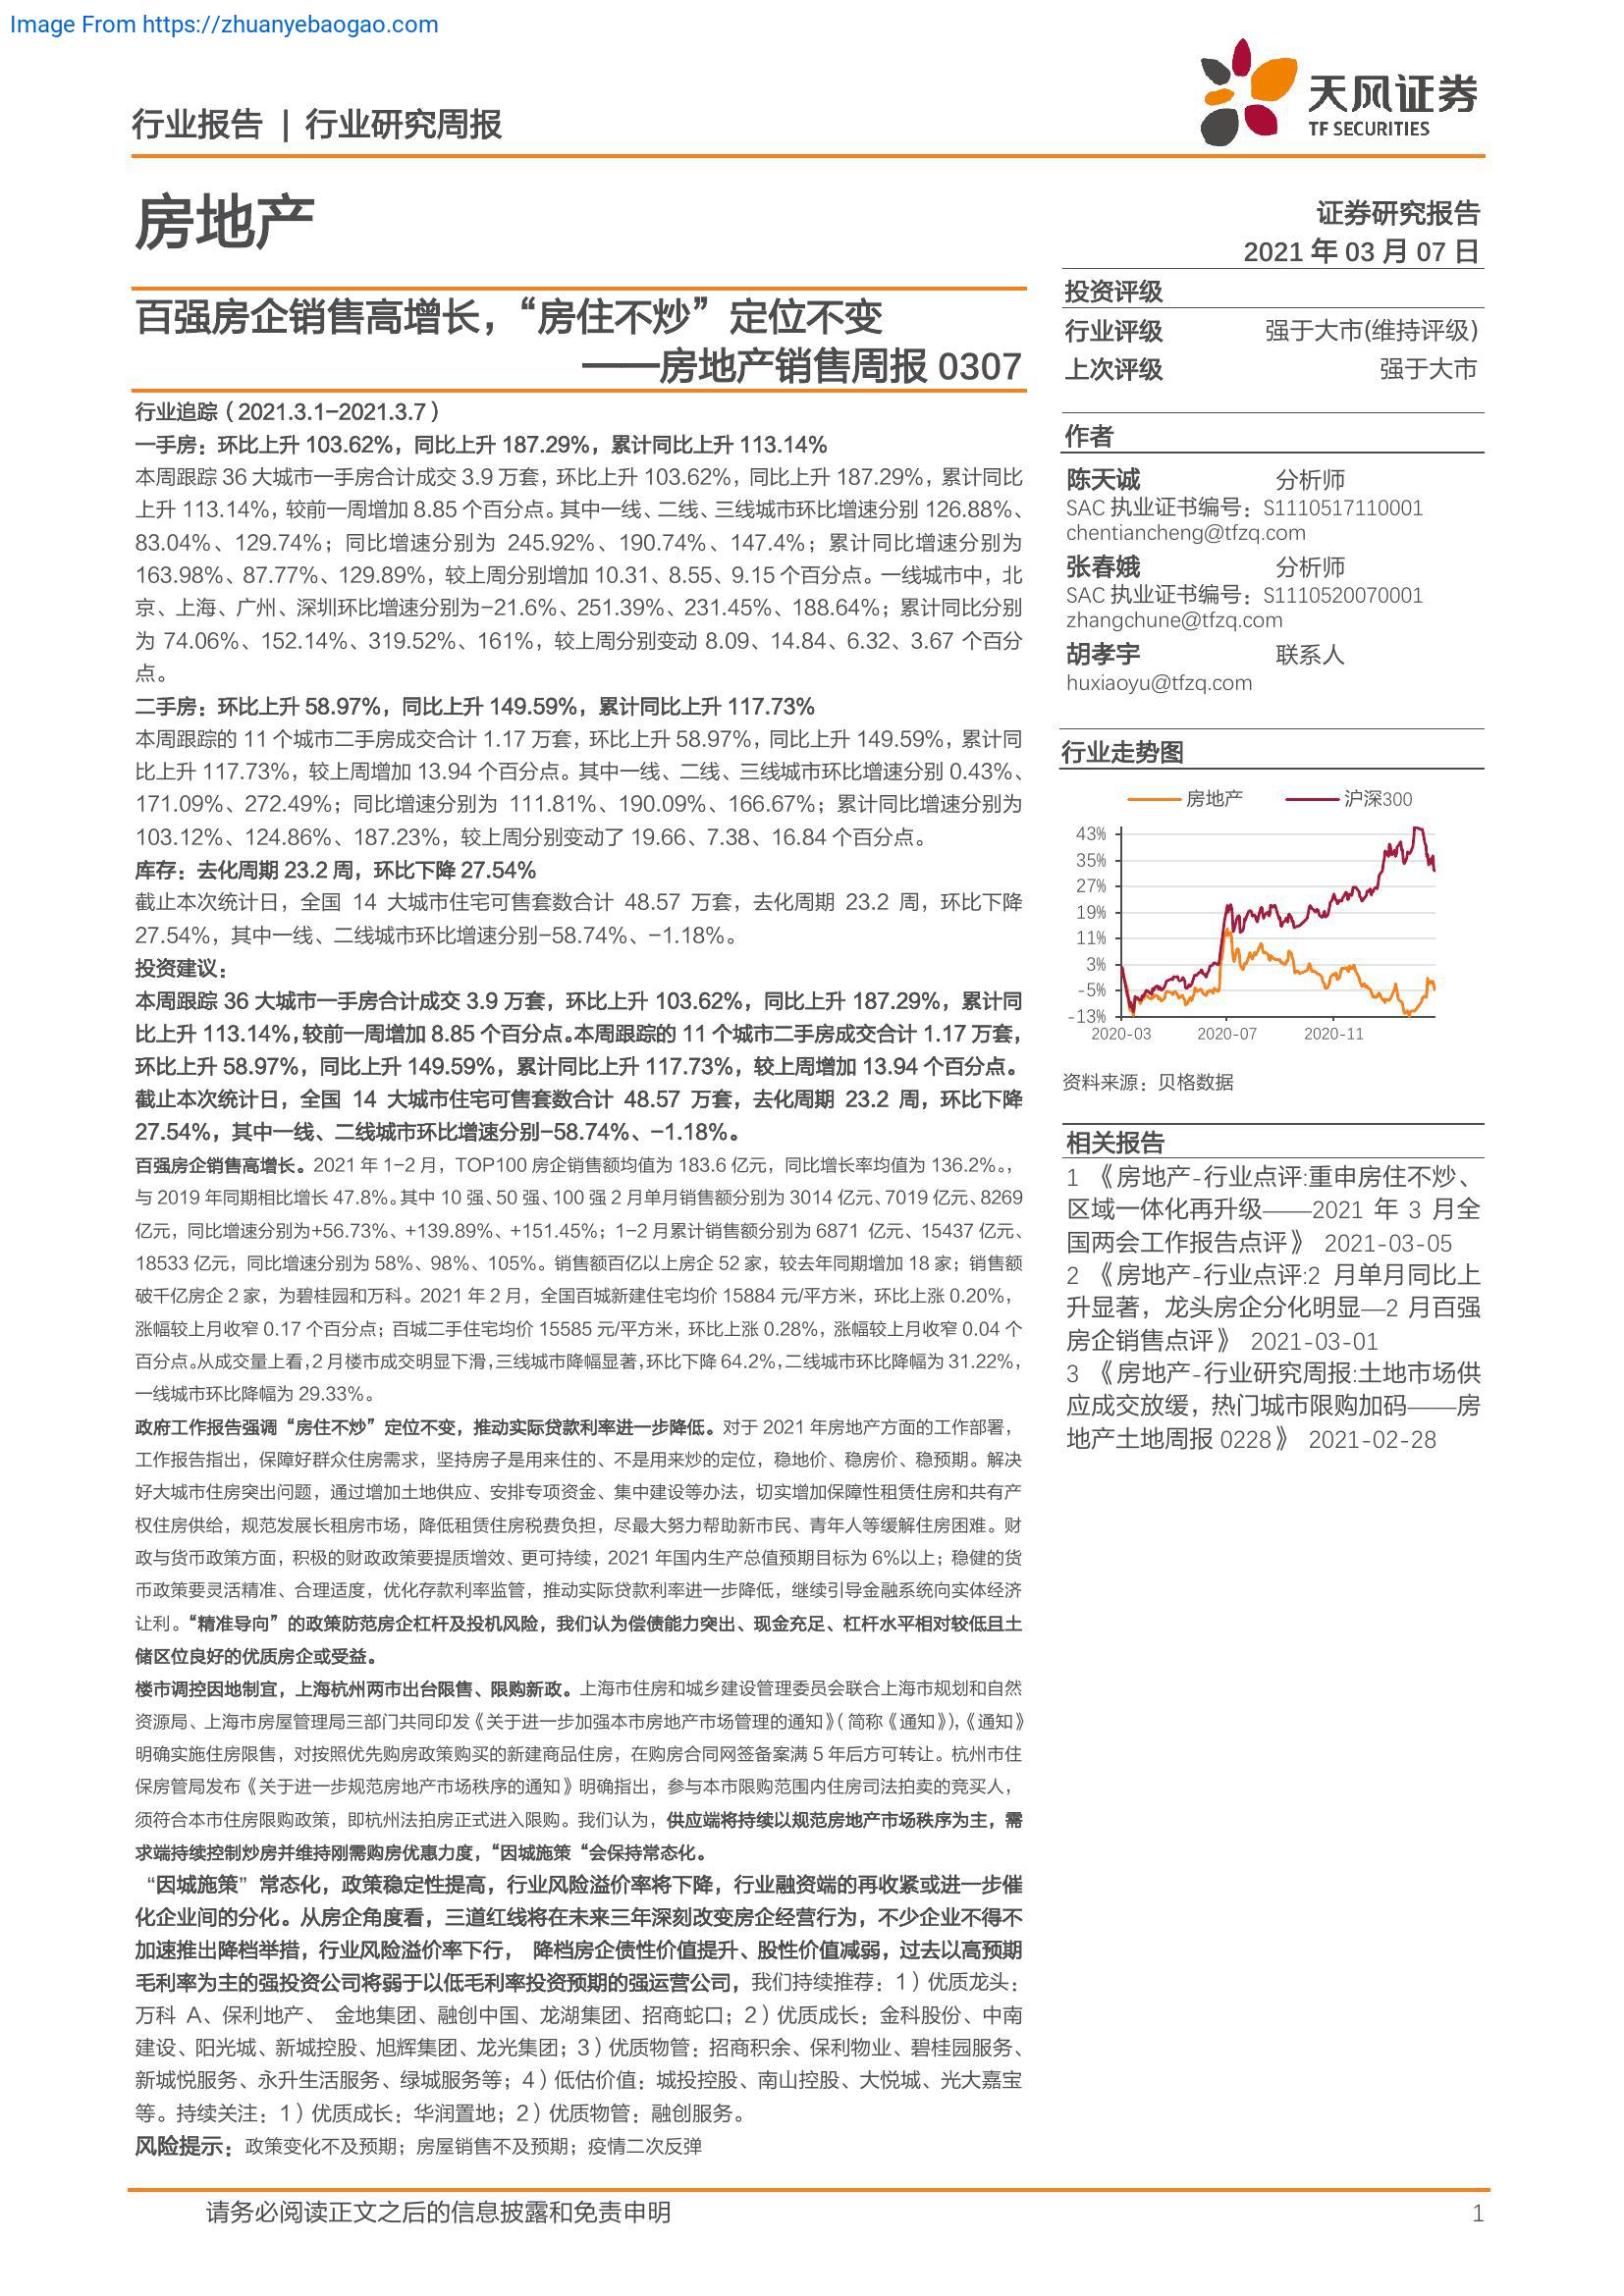 Image From https://zhuanyebaogao.com
天风证券
TF SECURITIES
行业报告 | 行业研究周报
房地产
证券研究报告
2021 年 03 月 07 日
百强房企销售高增长，“房住不炒”定位不变
——房地产销售周报 0307
行业追踪（2021.3.1-2021.3.7）
一手房：环比上升 103.62%，同比上升 187.29%，累计同比上升 113.14%
本周跟踪 36 大城市一手房合计成交 3.9 万套，环比上升 103.62%，同比上升 187.29%，累计同比
上升 113.14%，较前一周增加 8.85 个百分点。其中一线、二线、三线城市环比增速分别 126.88%、
83.04%、129.74%；同比增速分别为 245.92%、190.74%、147.4%；累计同比增速分别为
163.98%、87.77%、129.89%，较上周分别增加 10.31、8.55、9.15 个百分点。一线城市中，北
京、上海、广州、深圳环比增速分别为-21.6%、251.39%、231.45%、188.64%；累计同比分别
为 74.06%、152.14%、319.52%、161%，较上周分别变动 8.09、14.84、6.32、3.67 个百分
点。
二手房：环比上升 58.97%，同比上升 149.59%，累计同比上升 117.73%
本周跟踪的 11 个城市二手房成交合计 1.17 万套，环比上升 58.97%，同比上升 149.59%，累计同
比上升 117.73%，较上周增加 13.94 个百分点。其中一线、二线、三线城市环比增速分别 0.43%、
171.09%、272.49%；同比增速分别为 111.81%、190.09%、166.67%；累计同比增速分别为
103.12%、124.86%、187.23%，较上周分别变动了 19.66、7.38、16.84 个百分点。
库存：去化周期 23.2 周，环比下降 27.54%
截止本次统计日，全国 14 大城市住宅可售套数合计 48.57 万套，去化周期 23.2 周，环比下降
27.54%，其中一线、二线城市环比增速分别-58.74%、-1.18%。
投资建议：
本周跟踪 36 大城市一手房合计成交 3.9 万套，环比上升 103.62%，同比上升 187.29%，累计同
比上升 113.14%，较前一周增加 8.85 个百分点。本周跟踪的 11 个城市二手房成交合计 1.17 万套，
环比上升 58.97%，同比上升 149.59%，累计同比上升 117.73%，较上周增加 13.94 个百分点。
截止本次统计日，全国 14 大城市住宅可售套数合计 48.57 万套，去化周期 23.2 周，环比下降
27.54%，其中一线、二线城市环比增速分别-58.74%、-1.18%。
百强房企销售高增长。2021 年 1-2 月，TOP100 房企销售额均值为 183.6 亿元，同比增长率均值为 136.2%。，
与 2019 年同期相比增长 47.8%。其中 10 强、50 强、100 强 2 月单月销售额分别为 3014 亿元、7019 亿元、8269
亿元，同比增速分别为+56.73%、+139.89%、+151.45%；1-2 月累计销售额分别为 6871 亿元、15437 亿元、
18533 亿元，同比增速分别为 58%、98%、105%。销售额百亿以上房企 52 家，较去年同期增加 18 家；销售额
破千亿房企 2 家，为碧桂园和万科。2021 年 2 月，全国百城新建住宅均价 15884 元/平方米，环比上涨 0.20%，
涨幅较上月收窄 0.17 个百分点；百城二手住宅均价 15585 元/平方米，环比上涨 0.28%，涨幅较上月收窄 0.04 个
百分点。从成交量上看，2 月楼市成交明显下滑，三线城市降幅显著，环比下降 64.2%，二线城市环比降幅为 31.22%，
一线城市环比降幅为 29.33%。
政府工作报告强调“房住不炒”定位不变，推动实际贷款利率进一步降低。对于 2021 年房地产方面的工作部署，
工作报告指出，保障好群众住房需求，坚持房子是用来住的、不是用来炒的定位，稳地价、稳房价、稳预期。解决
好大城市住房突出问题，通过增加土地供应、安排专项资金、集中建设等办法，切实增加保障性租赁住房和共有产
权住房供给，规范发展长租房市场，降低租赁住房税费负担，尽最大努力帮助新市民、青年人等缓解住房困难。财
政与货币政策方面，积极的财政政策要提质增效、更可持续，2021 年国内生产总值预期目标为 6%以上；稳健的货
币政策要灵活精准、合理适度，优化存款利率监管，推动实际贷款利率进一步降低，继续引导金融系统向实体经济
让利。“精准导向”的政策防范房企杠杆及投机风险，我们认为偿债能力突出、现金充足、杠杆水平相对较低且土
储区位良好的优质房企或受益。
楼市调控因地制宜，上海杭州两市出台限售、限购新政。上海市住房和城乡建设管理委员会联合上海市规划和自然
资源局、上海市房屋管理局三部门共同印发《关于进一步加强本市房地产市场管理的通知》（简称《通知》），《通知》
明确实施住房限售，对按照优先购房政策购买的新建商品住房，在购房合同网签备案满 5 年后方可转让。杭州市住
保房管局发布《关于进一步规范房地产市场秩序的通知》明确指出，参与本市限购范围内住房司法拍卖的竞买人，
须符合本市住房限购政策，即杭州法拍房正式进入限购。我们认为，供应端将持续以规范房地产市场秩序为主，需
求端持续控制炒房并维持刚需购房优惠力度，“因城施策“会保持常态化。
“因城施策”常态化，政策稳定性提高，行业风险溢价率将下降，行业融资端的再收紧或进一步催
化企业间的分化。从房企角度看，三道红线将在未来三年深刻改变房企经营行为，不少企业不得不
加速推出降档举措，行业风险溢价率下行， 降档房企债性价值提升、股性价值减弱，过去以高预期
毛利率为主的强投资公司将弱于以低毛利率投资预期的强运营公司，我们持续推荐：1）优质龙头：
万科 A、保利地产、 金地集团、融创中国、龙湖集团、招商蛇口；2）优质成长：金科股份、中南
建设、阳光城、新城控股、旭辉集团、龙光集团；3）优质物管：招商积余、保利物业、碧桂园服务、
新城悦服务、永升生活服务、绿城服务等；4）低估价值：城投控股、南山控股、大悦城、光大嘉宝
等。持续关注：1）优质成长：华润置地；2）优质物管：融创服务。
风险提示：政策变化不及预期；房屋销售不及预期；疫情二次反弹
投资评级
行业评级 强于大市(维持评级)
上次评级 强于大市
作者
陈天诚 分析师
SAC 执业证书编号：S1110517110001
chentiancheng@tfzq.com
张春娥 分析师
SAC 执业证书编号：S1110520070001
zhangchune@tfzq.com
胡孝宇 联系人
huxiaoyu@tfzq.com
行业走势图
房地产 沪深300
43%
35%
27%
19%
11%
3%
-5%
-13%
2020-03 2020-07 2020-11
资料来源：贝格数据
相关报告
1 《房地产-行业点评:重申房住不炒、
区域一体化再升级——2021 年 3 月全
国两会工作报告点评》 2021-03-05
2 《房地产-行业点评:2 月单月同比上
升显著，龙头房企分化明显—2 月百强
房企销售点评》 2021-03-01
3 《房地产-行业研究周报:土地市场供
应成交放缓，热门城市限购加码——房
地产土地周报 0228》 2021-02-28
请务必阅读正文之后的信息披露和免责申明 1